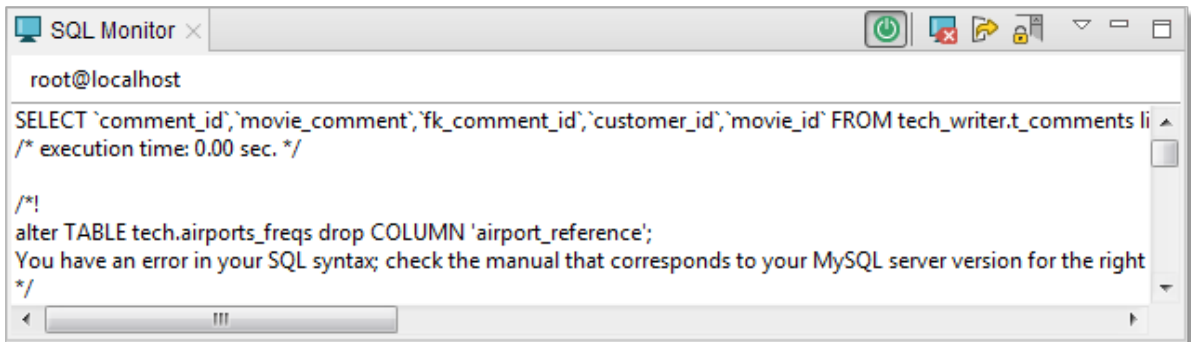 SQL Monitor
root@localhost
SELECT `comment_id`,`movie_comment`,`fk_comment_id`,`customer_id`,`movie_id` FROM tech_writer.t_comments li
/* execution time: 0.00 sec. */
/*!
alter TABLE tech.airports_freqs drop COLUMN 'airport_reference';
You have an error in your SQL syntax; check the manual that corresponds to your MySQL server version for the right
*/